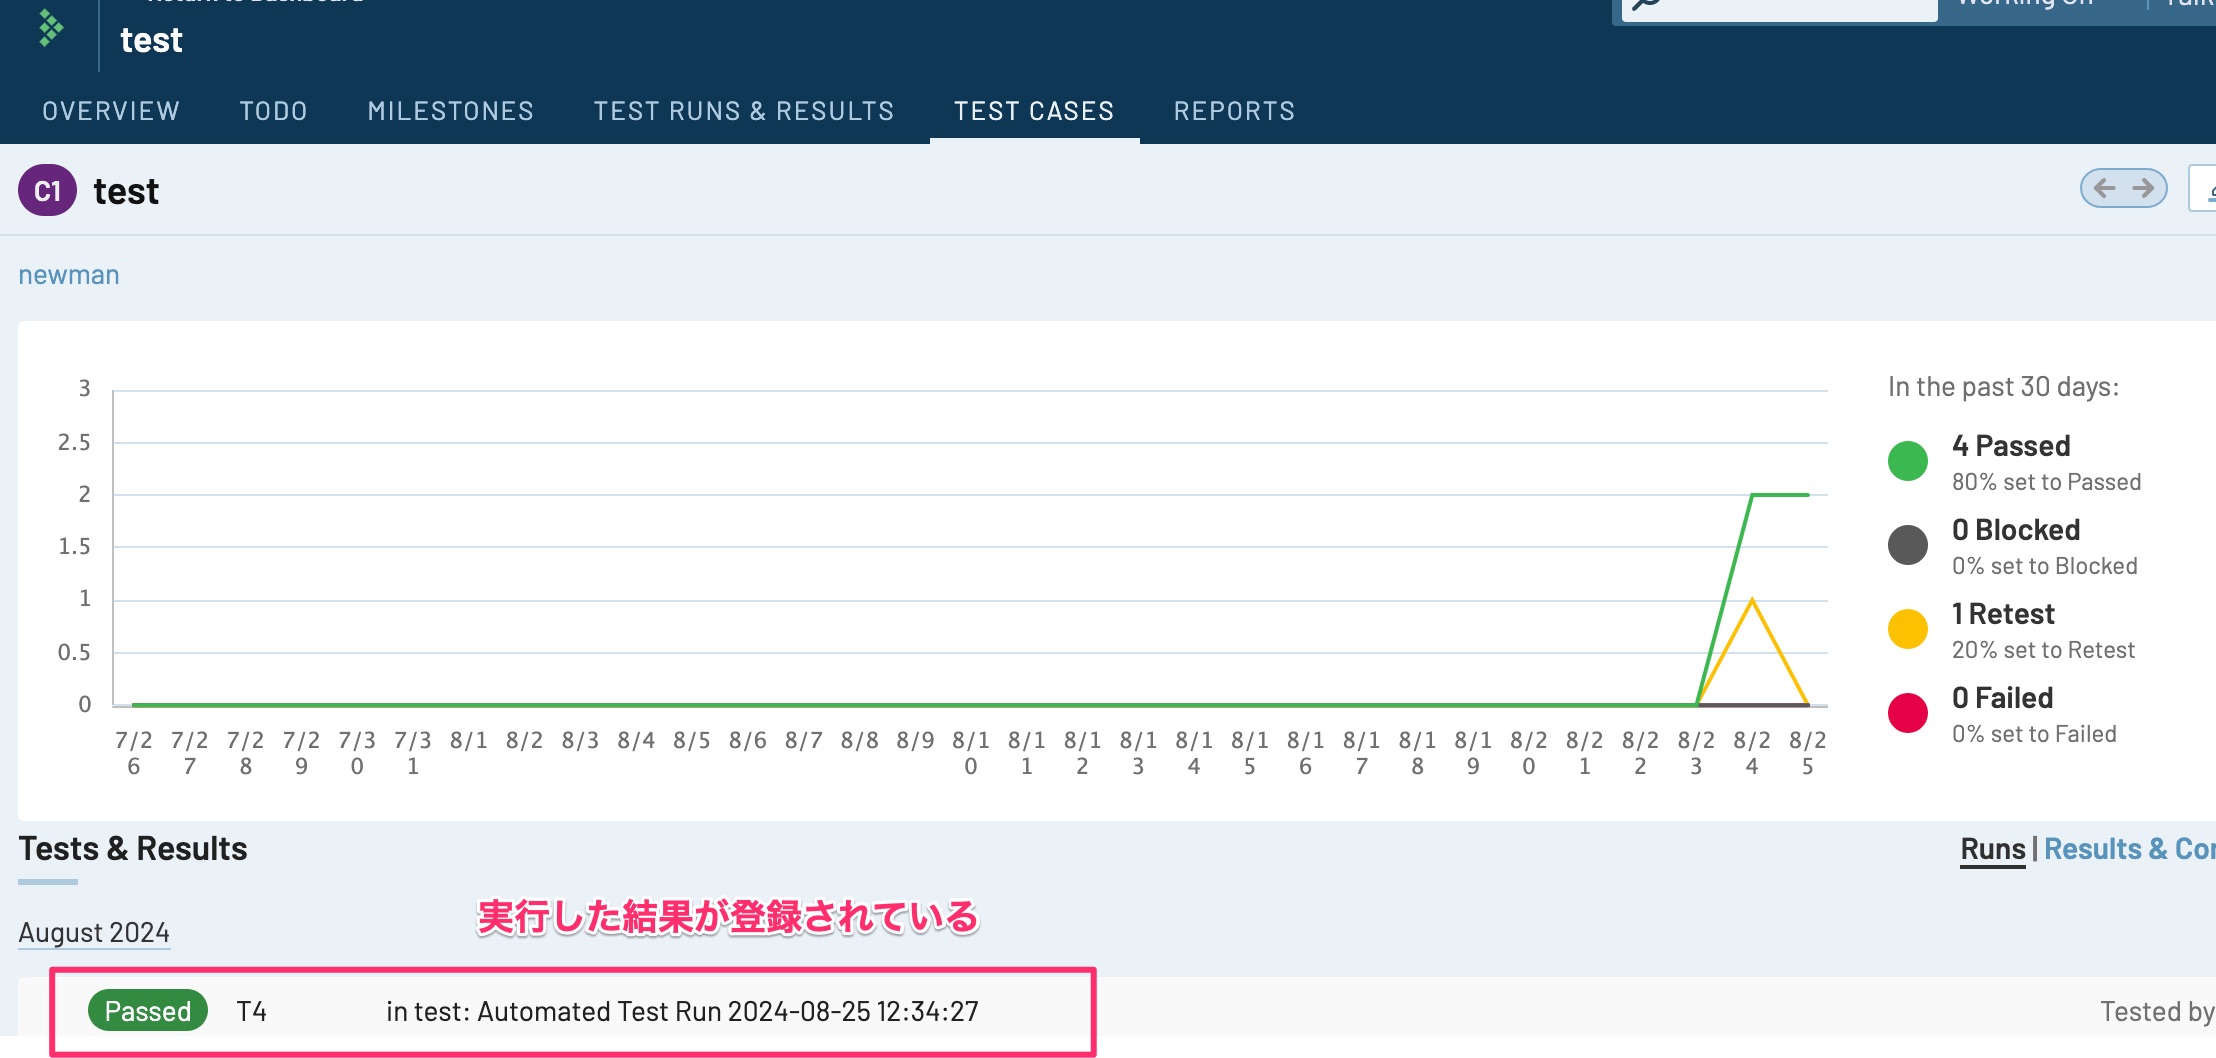 Return to Dashboard
Working On
test
OVERVIEW TODO MILESTONES TEST RUNS & RESULTS TEST CASES REPORTS
C1 test
newman
3
2.5
2
1.5
1
0.5
0
7/26 7/27 7/28 7/29 7/30 7/31 8/1 8/2 8/3 8/4 8/5 8/6 8/7 8/8 8/9 8/10 8/11 8/12 8/13 8/14 8/15 8/16 8/17 8/18 8/19 8/20 8/21 8/22 8/23 8/24 8/25
In the past 30 days:
4 Passed
80% set to Passed
0 Blocked
0% set to Blocked
1 Retest
20% set to Retest
0 Failed
0% set to Failed
Tests & Results
Runs | Results & Co
August 2024
実行した結果が登録されている
Passed T4 in test: Automated Test Run 2024-08-25 12:34:27
Tested by